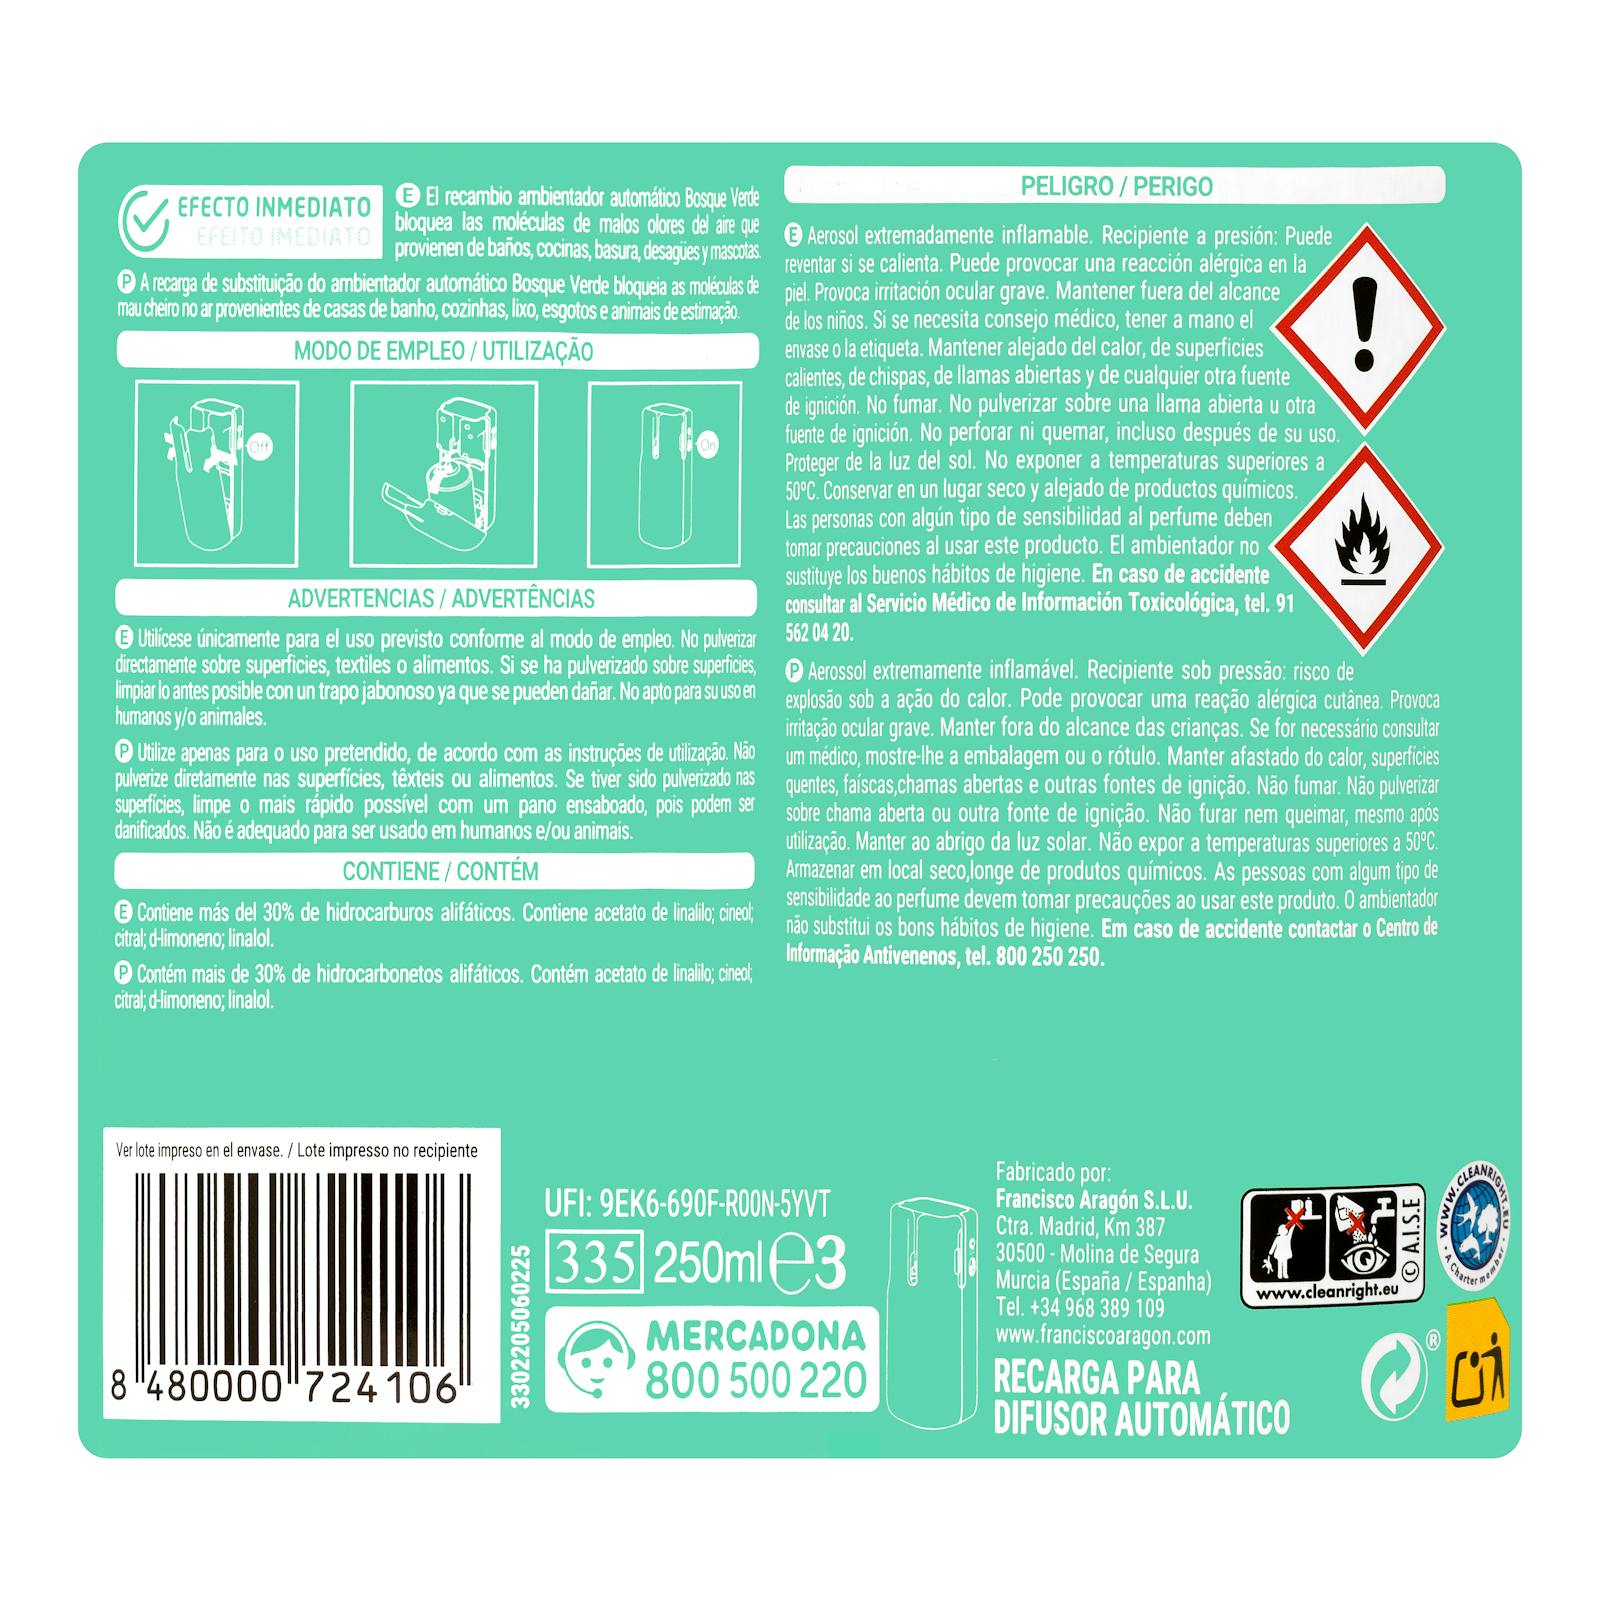 EFECTO INMEDIATO
EFEITO IMEDIATO
E El recambio ambientador automático Bosque Verde
bloquea las moléculas de malos olores del aire que
provienen de baños, cocinas, basura, desagües y mascotas.
P A recarga de substituição do ambientador automático Bosque Verde bloqueia as moléculas de
mau cheiro no ar provenientes de casas de banho, cozinhas, lixo, esgotos e animais de estimação.
MODO DE EMPLEO / UTILIZAÇÃO
Off
On
ADVERTENCIAS / ADVERTÊNCIAS
E Utilícese únicamente para el uso previsto conforme al modo de empleo. No pulverizar
directamente sobre superficies, textiles o alimentos. Si se ha pulverizado sobre superficies,
limpiar lo antes posible con un trapo jabonoso ya que se pueden dañar. No apto para su uso en
humanos y/o animales.
P Utilize apenas para o uso pretendido, de acordo com as instruções de utilização. Não
pulverize diretamente nas superfícies, têxteis ou alimentos. Se tiver sido pulverizado nas
superfícies, limpe o mais rápido possível com um pano ensaboado, pois podem ser
danificados. Não é adequado para ser usado em humanos e/ou animais.
CONTIENE / CONTÉM
E Contiene más del 30% de hidrocarburos alifáticos. Contiene acetato de linalilo; cineol;
citral; d-limoneno; linalol.
P Contém mais de 30% de hidrocarbonetos alifáticos. Contém acetato de linalilo; cineol;
citral; d-limoneno; linalol.
PELIGRO / PERIGO
E Aerosol extremadamente inflamable. Recipiente a presión: Puede
reventar si se calienta. Puede provocar una reacción alérgica en la
piel. Provoca irritación ocular grave. Mantener fuera del alcance
de los niños. Si se necesita consejo médico, tener a mano el
envase o la etiqueta. Mantener alejado del calor, de superficies
calientes, de chispas, de llamas abiertas y de cualquier otra fuente
de ignición. No fumar. No pulverizar sobre una llama abierta u otra
fuente de ignición. No perforar ni quemar, incluso después de su uso.
Proteger de la luz del sol. No exponer a temperaturas superiores a
50ºC. Conservar en un lugar seco y alejado de productos químicos.
Las personas con algún tipo de sensibilidad al perfume deben
tomar precauciones al usar este producto. El ambientador no
sustituye los buenos hábitos de higiene. En caso de accidente
consultar al Servicio Médico de Información Toxicológica, tel. 91
562 04 20.
P Aerossol extremamente inflamável. Recipiente sob pressão: risco de
explosão sob a ação do calor. Pode provocar uma reação alérgica cutânea. Provoca
irritação ocular grave. Manter fora do alcance das crianças. Se for necessário consultar
um médico, mostre-lhe a embalagem ou o rótulo. Manter afastado do calor, superfícies
quentes, faíscas,chamas abertas e outras fontes de ignição. Não fumar. Não pulverizar
sobre chama aberta ou outra fonte de ignição. Não furar nem queimar, mesmo após
utilização. Manter ao abrigo da luz solar. Não expor a temperaturas superiores a 50ºC.
Armazenar em local seco,longe de produtos químicos. As pessoas com algum tipo de
sensibilidade ao perfume devem tomar precauções ao usar este produto. O ambientador
não substitui os bons hábitos de higiene. Em caso de accidente contactar o Centro de
Informação Antivenenos, tel. 800 250 250.
Ver lote impreso en el envase. / Lote impresso no recipiente
8 480000 724106
3302205060225
UFI: 9EK6-690F-R00N-5YVT
335 250ml e3
MERCADONA
800 500 220
Fabricado por:
Francisco Aragón S.L.U.
Ctra. Madrid, Km 387
30500 - Molina de Segura
Murcia (España / Espanha)
Tel. +34 968 389 109
www.franciscoaragon.com
RECARGA PARA
DIFUSOR AUTOMÁTICO
www.cleanright.eu
© A.I.S.E
WWW.CLEANRIGHT.EU
• A Charter member •
®